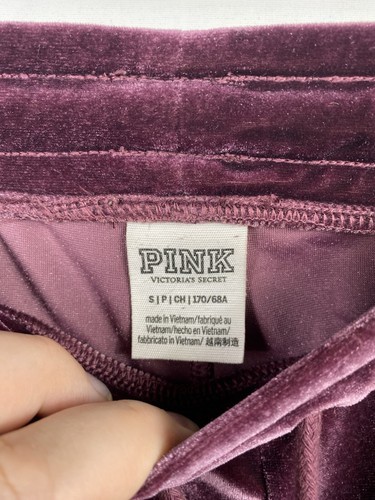 PINK
VICTORIA'S SECRET
S | P | CH | 170/68A
made in Vietnam/fabriqué au
Vietnam/hecho en Vietnam/
fabbricato in Vietnam/ 越南制造